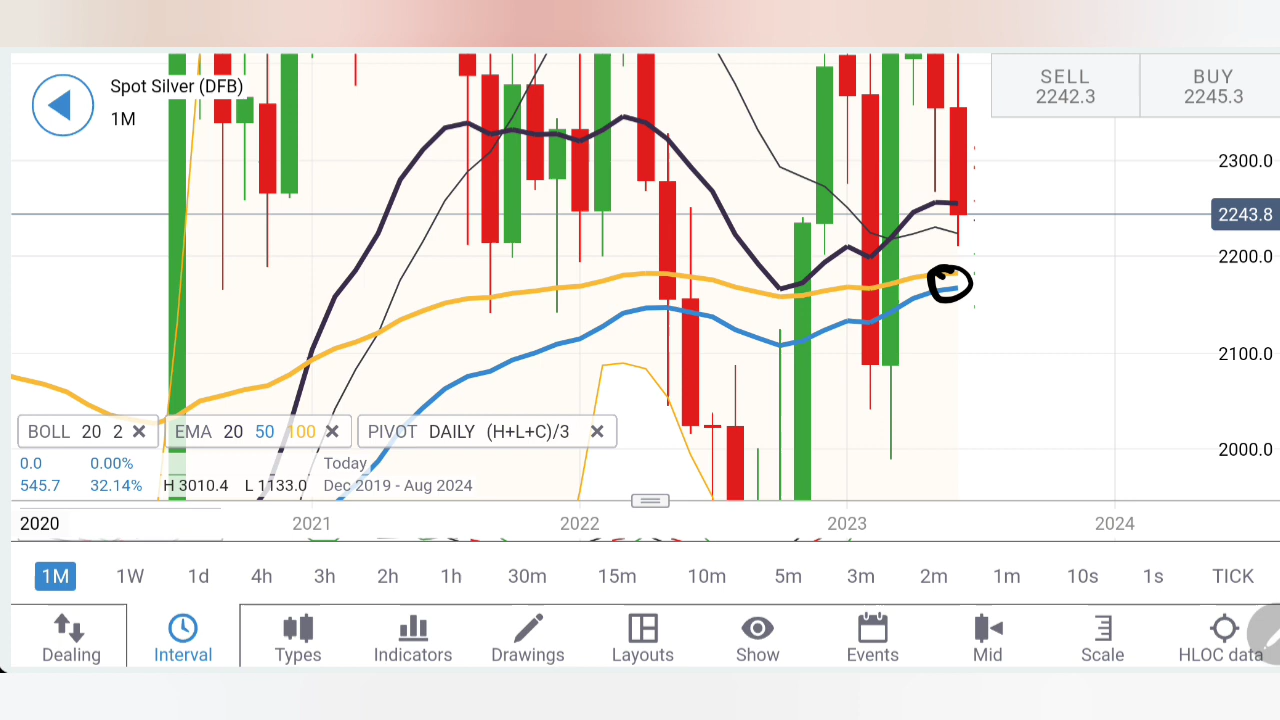 Spot Silver (DFB)
1M
SELL
2242.3
BUY
2245.3
2300.0
2243.8
2200.0
2100.0
2000.0
BOLL 20 2
EMA 20 50 100
PIVOT DAILY (H+L+C)/3
0.0 0.00% Today
545.7 32.14% H 3010.4 L 1133.0 Dec 2019 - Aug 2024
2020 2021 2022 2023 2024
1M 1W 1d 4h 3h 2h 1h 30m 15m 10m 5m 3m 2m 1m 10s 1s TICK
Dealing Interval Types Indicators Drawings Layouts Show Events Mid Scale HLOC data